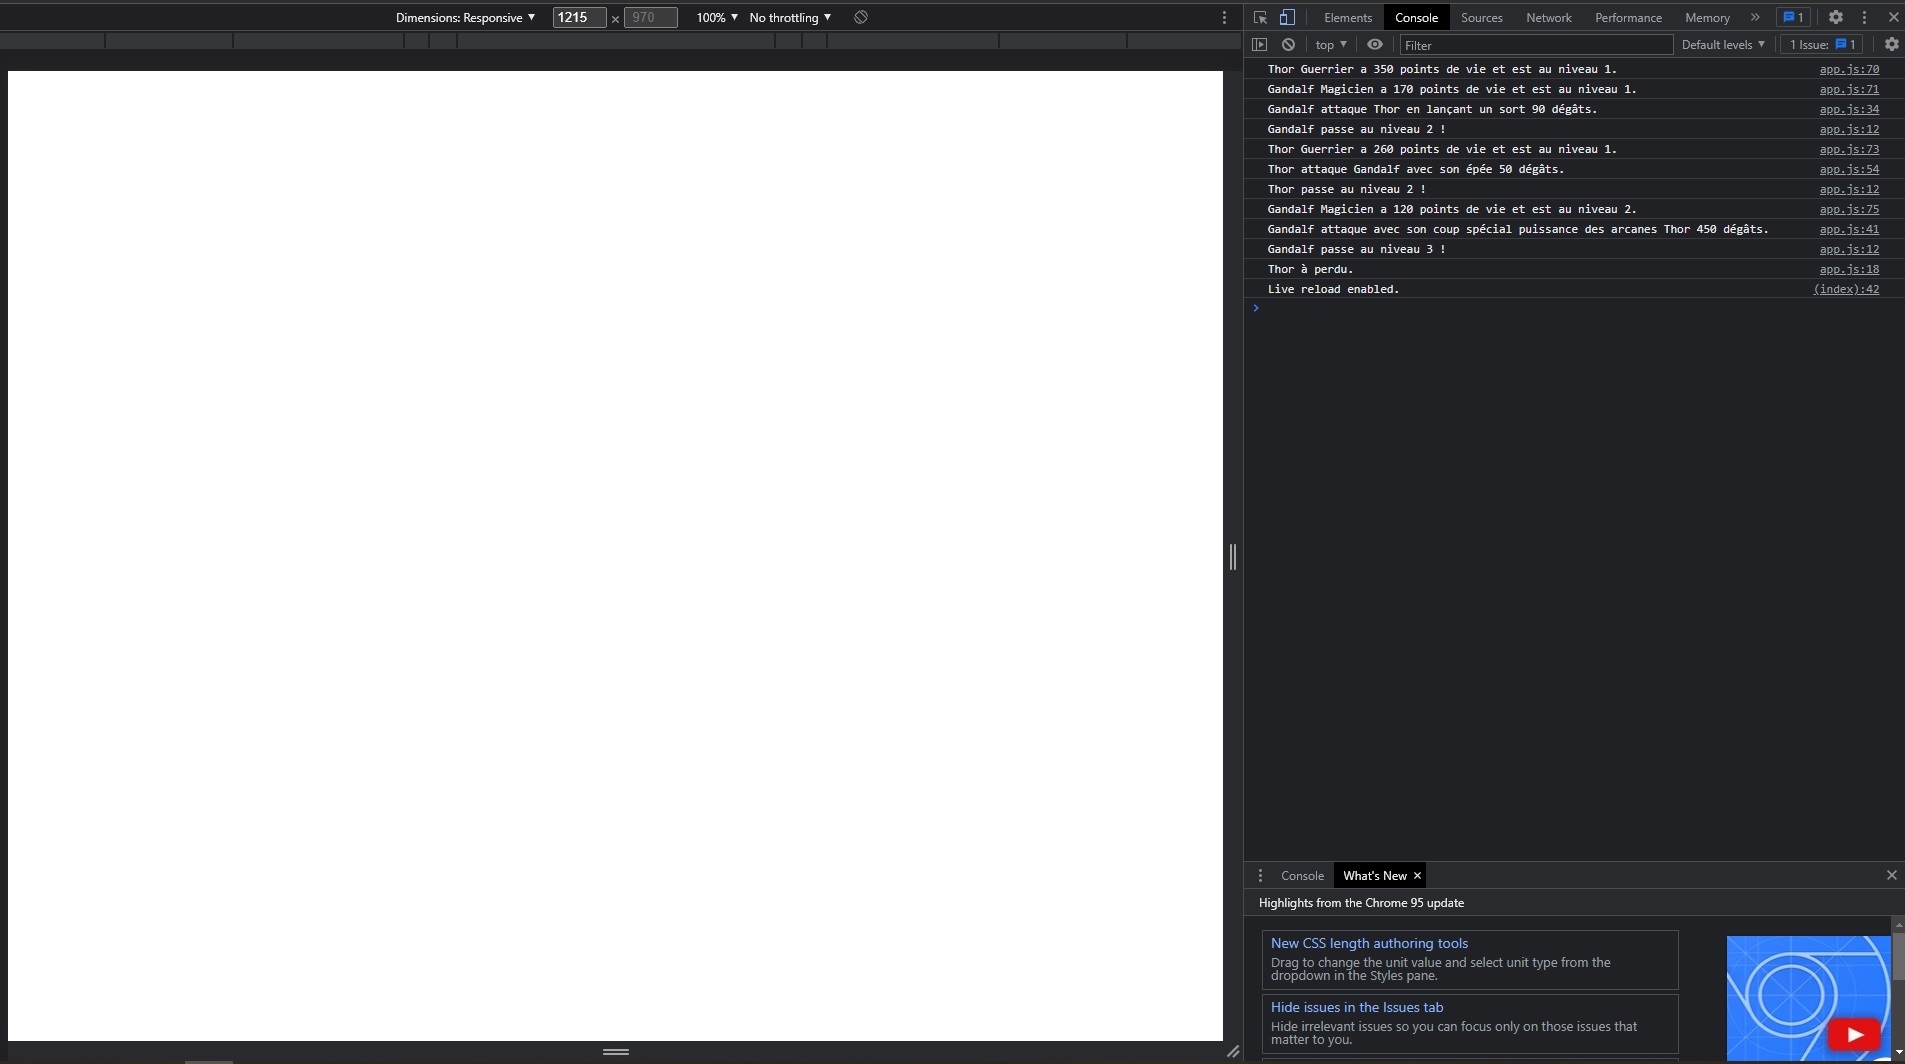 Dimensions: Responsive ▼ 1215 × 970 100% ▼ No throttling ▼
Elements Console Sources Network Performance Memory » 1
top ▼ Filter Default levels ▼ 1 Issue: 1
Thor Guerrier a 350 points de vie et est au niveau 1. app.js:70
Gandalf Magicien a 170 points de vie et est au niveau 1. app.js:71
Gandalf attaque Thor en lançant un sort 90 dégâts. app.js:34
Gandalf passe au niveau 2 ! app.js:12
Thor Guerrier a 260 points de vie et est au niveau 1. app.js:73
Thor attaque Gandalf avec son épée 50 dégâts. app.js:54
Thor passe au niveau 2 ! app.js:12
Gandalf Magicien a 120 points de vie et est au niveau 2. app.js:75
Gandalf attaque avec son coup spécial puissance des arcanes Thor 450 dégâts. app.js:41
Gandalf passe au niveau 3 ! app.js:12
Thor à perdu. app.js:18
Live reload enabled. (index):42
Console What's New ×
Highlights from the Chrome 95 update
New CSS length authoring tools
Drag to change the unit value and select unit type from the
dropdown in the Styles pane.
Hide issues in the Issues tab
Hide irrelevant issues so you can focus only on those issues that
matter to you.